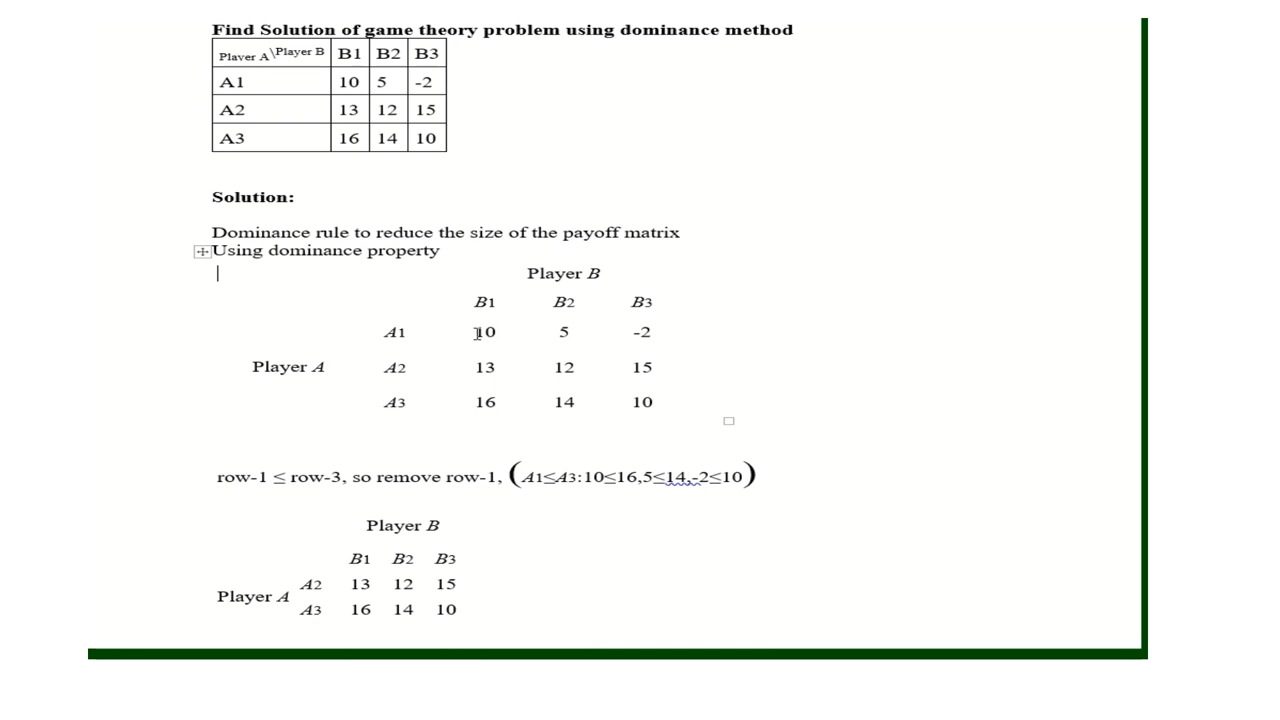 Find Solution of game theory problem using dominance method
Player A\Player B B1 B2 B3
A1 10 5 -2
A2 13 12 15
A3 16 14 10
Solution:
Dominance rule to reduce the size of the payoff matrix
Using dominance property
Player B
B1 B2 B3
A1 10 5 -2
Player A A2 13 12 15
A3 16 14 10
row-1 ≤ row-3, so remove row-1, (A1≤A3:10≤16,5≤14,-2≤10)
Player B
B1 B2 B3
Player A A2 13 12 15
A3 16 14 10